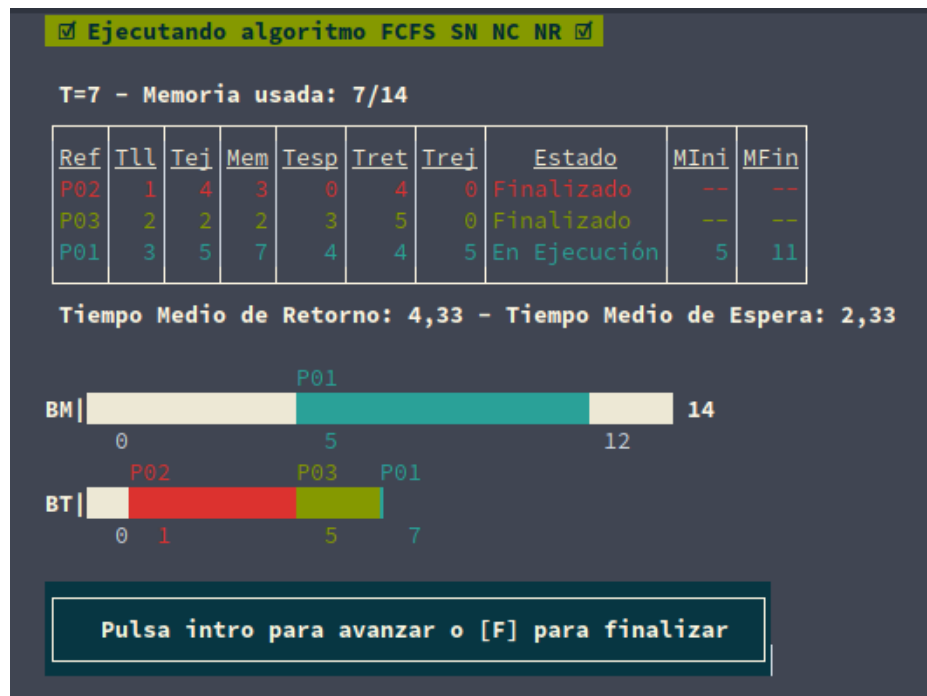 ☑ Ejecutando algoritmo FCFS SN NC NR ☑
T=7 - Memoria usada: 7/14
Ref Tll Tej Mem Tesp Tret Trej Estado MIni MFin
P02 1 4 3 0 4 0 Finalizado -- --
P03 2 2 2 3 5 0 Finalizado -- --
P01 3 5 7 4 4 5 En Ejecución 5 11
Tiempo Medio de Retorno: 4,33 - Tiempo Medio de Espera: 2,33
P01
BM| 14
0 5 12
P02 P03 P01
BT|
0 1 5 7
Pulsa intro para avanzar o [F] para finalizar